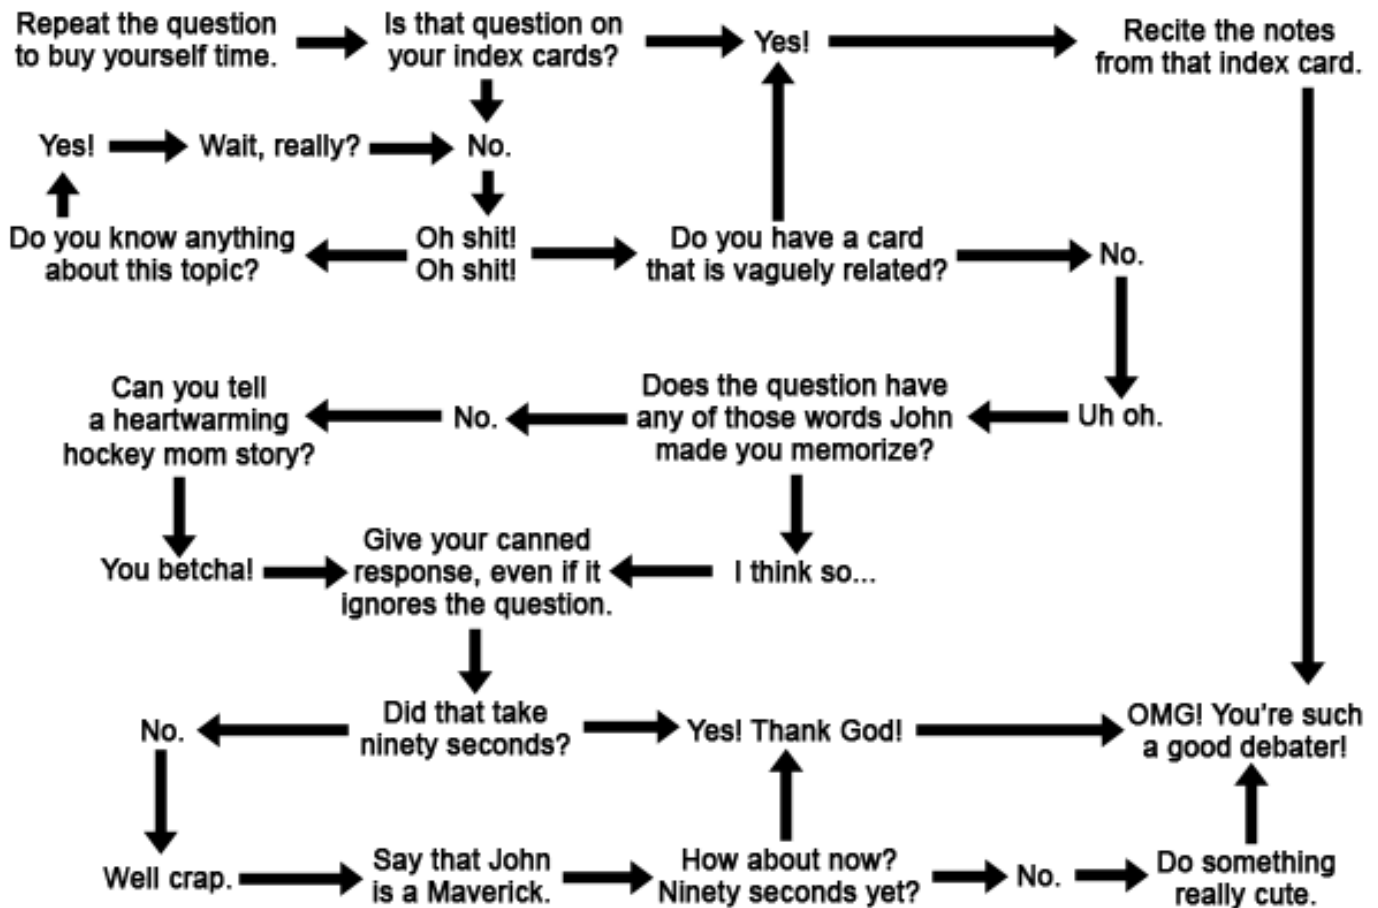 Repeat the question
to buy yourself time.
Is that question on
your index cards?
Yes!
Recite the notes
from that index card.
Yes!
Wait, really?
No.
Do you know anything
about this topic?
Oh shit!
Oh shit!
Do you have a card
that is vaguely related?
No.
Can you tell
a heartwarming
hockey mom story?
No.
Does the question have
any of those words John
made you memorize?
Uh oh.
You betcha!
Give your canned
response, even if it
ignores the question.
I think so...
No.
Did that take
ninety seconds?
Yes! Thank God!
OMG! You're such
a good debater!
Well crap.
Say that John
is a Maverick.
How about now?
Ninety seconds yet?
No.
Do something
really cute.